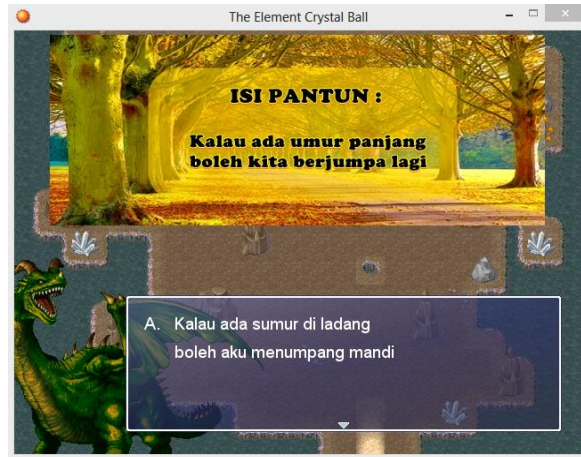 The Element Crystal Ball
ISI PANTUN :
Kalau ada umur panjang
boleh kita berjumpa lagi
A. Kalau ada sumur di ladang
boleh aku menumpang mandi